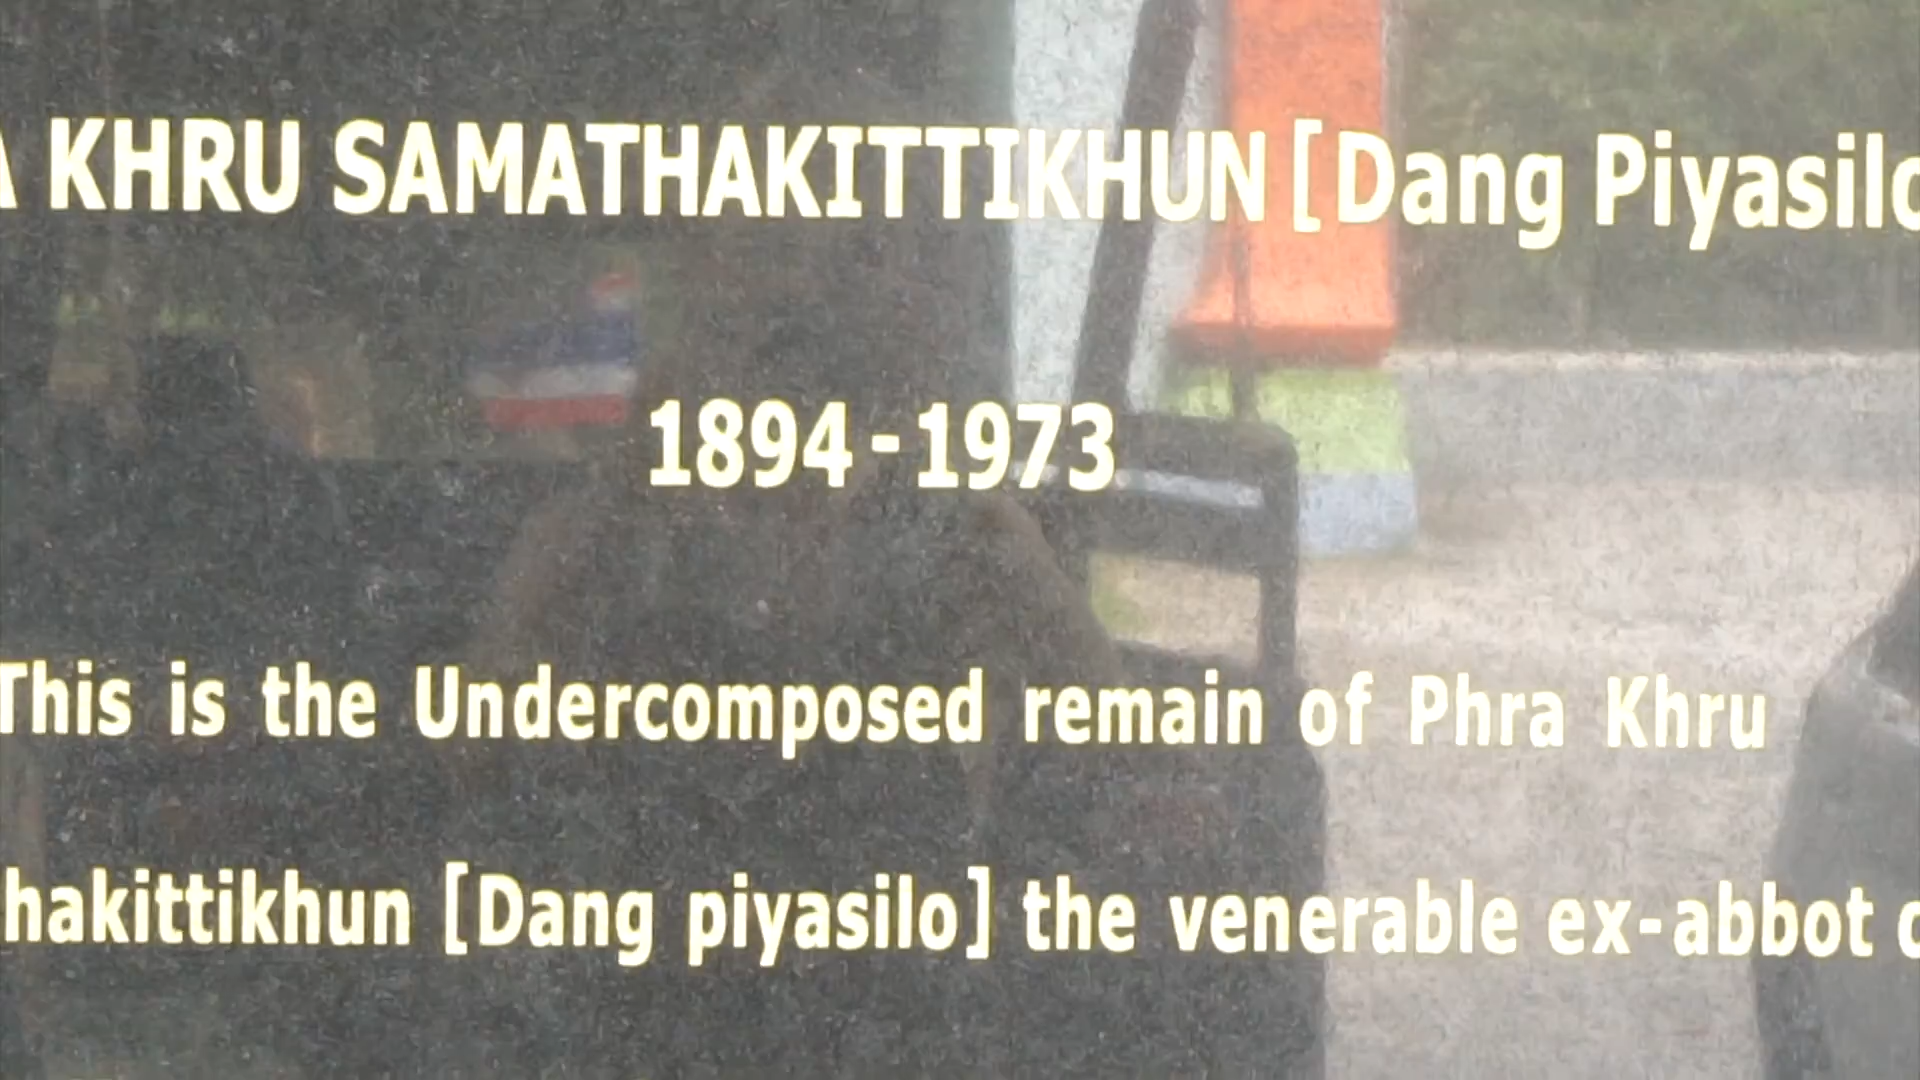 A KHRU SAMATHAKITTIKHUN [Dang Piyasilo
1894-1973
This is the Undercomposed remain of Phra Khru
hakittikhun [Dang piyasilo] the venerable ex-abbot